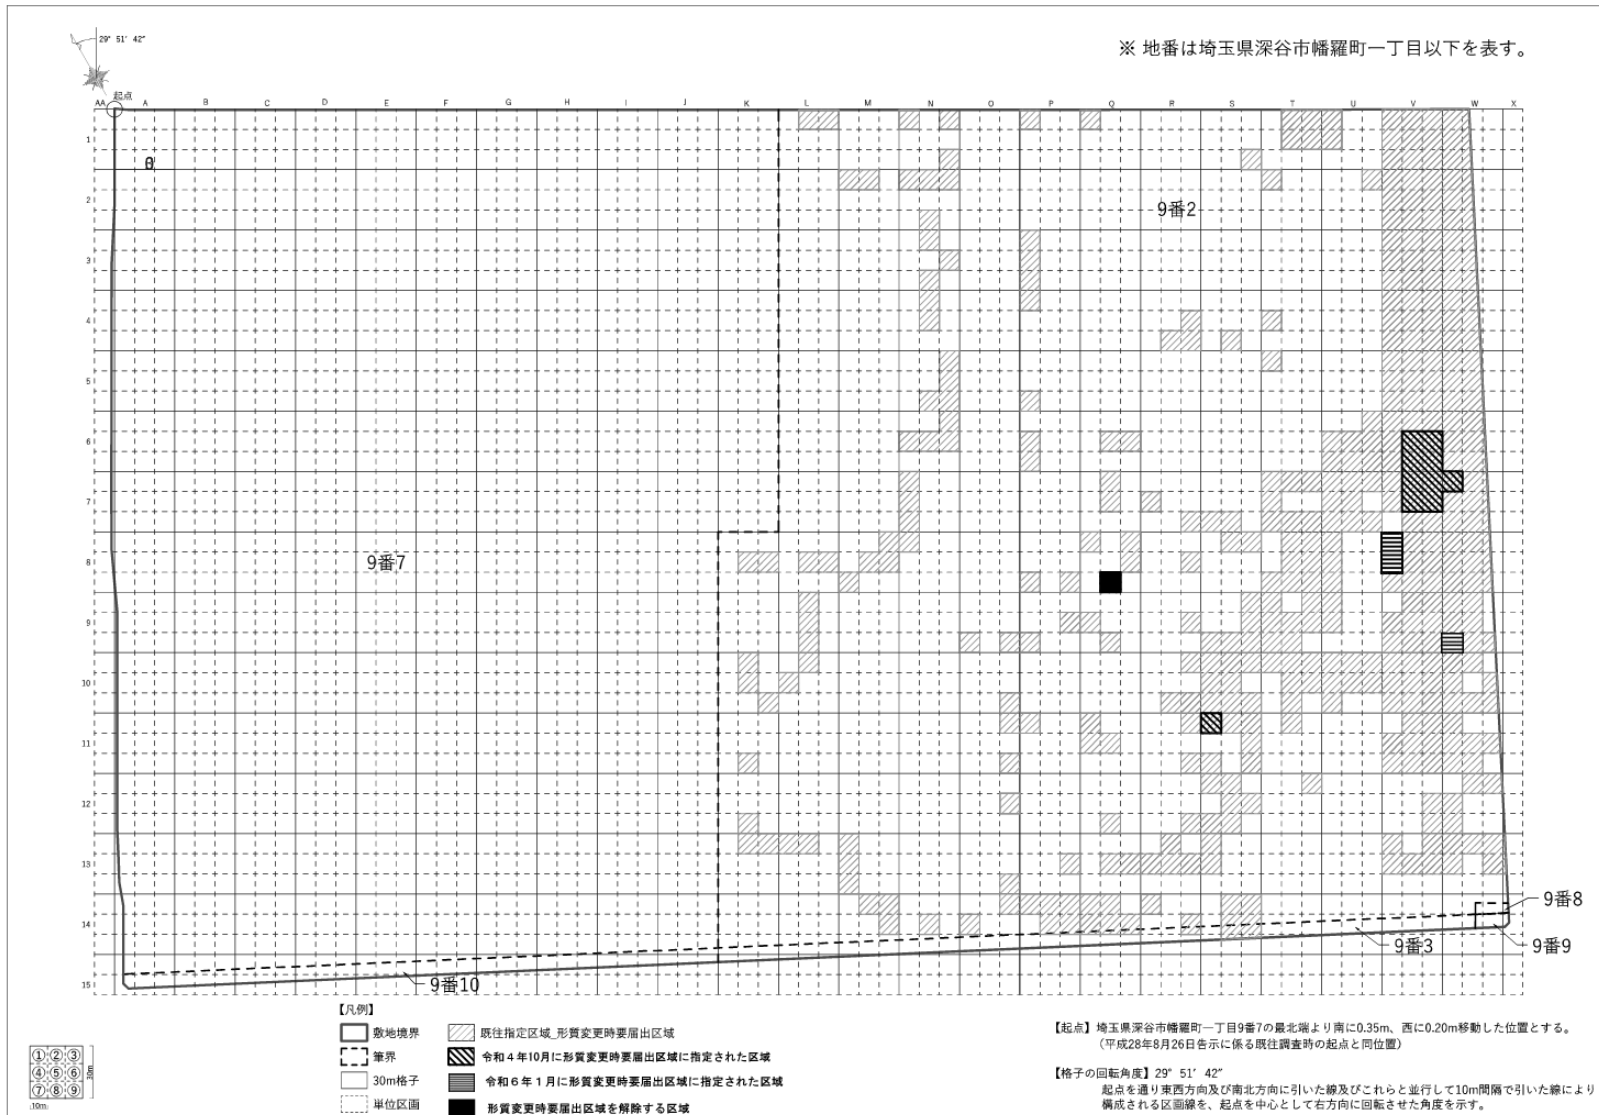 29° 51′ 42″
※ 地番は埼玉県深谷市幡羅町一丁目以下を表す。
起点
AA A B C D E F G H I J K L M N O P Q R S T U V W X
1
2
3
4
5
6
7
8
9
10
11
12
13
14
15
9番2
9番7
9番8
9番3
9番9
9番10
【凡例】
敷地境界
既往指定区域_形質変更時要届出区域
筆界
令和４年10月に形質変更時要届出区域に指定された区域
30m格子
令和６年１月に形質変更時要届出区域に指定された区域
単位区画
形質変更時要届出区域を解除する区域
①②③
④⑤⑥
⑦⑧⑨
30m
10m
【起点】埼玉県深谷市幡羅町一丁目9番7の最北端より南に0.35m、西に0.20m移動した位置とする。
（平成28年8月26日告示に係る既往調査時の起点と同位置）
【格子の回転角度】29° 51′ 42″
起点を通り東西方向及び南北方向に引いた線及びこれらと並行して10m間隔で引いた線により
構成される区画線を、起点を中心として右方向に回転させた角度を示す。